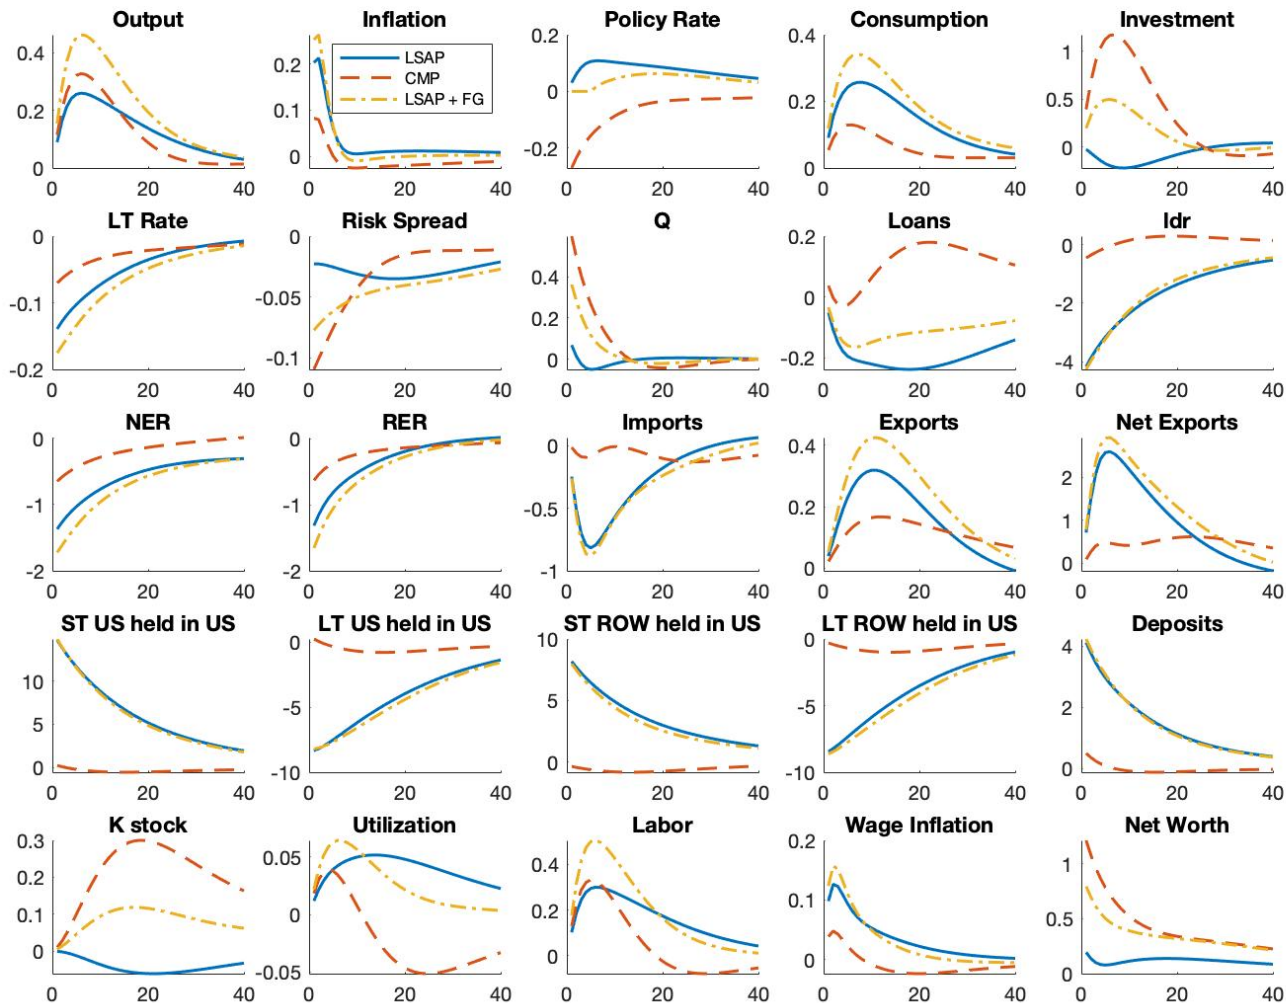 Output Inflation Policy Rate Consumption Investment
0.4
0.2
0
0 20 40
0.2
0.1
0
0 20 40
LSAP
CMP
LSAP + FG
0.2
0
-0.2
0 20 40
0.4
0.2
0
0 20 40
1
0.5
0
0 20 40
LT Rate Risk Spread Q Loans ldr
0
-0.1
-0.2
0 20 40
0
-0.05
-0.1
0 20 40
0.4
0.2
0
0 20 40
0.2
0
-0.2
0 20 40
0
-2
-4
0 20 40
NER RER Imports Exports Net Exports
0
-1
-2
0 20 40
0
-1
-2
0 20 40
0
-0.5
-1
0 20 40
0.4
0.2
0
0 20 40
2
1
0
0 20 40
ST US held in US LT US held in US ST ROW held in US LT ROW held in US Deposits
10
5
0
0 20 40
0
-5
-10
0 20 40
10
5
0
0 20 40
0
-5
-10
0 20 40
4
2
0
0 20 40
K stock Utilization Labor Wage Inflation Net Worth
0.3
0.2
0.1
0
0 20 40
0.05
0
-0.05
0 20 40
0.4
0.2
0
0 20 40
0.2
0.1
0
0 20 40
1
0.5
0
0 20 40